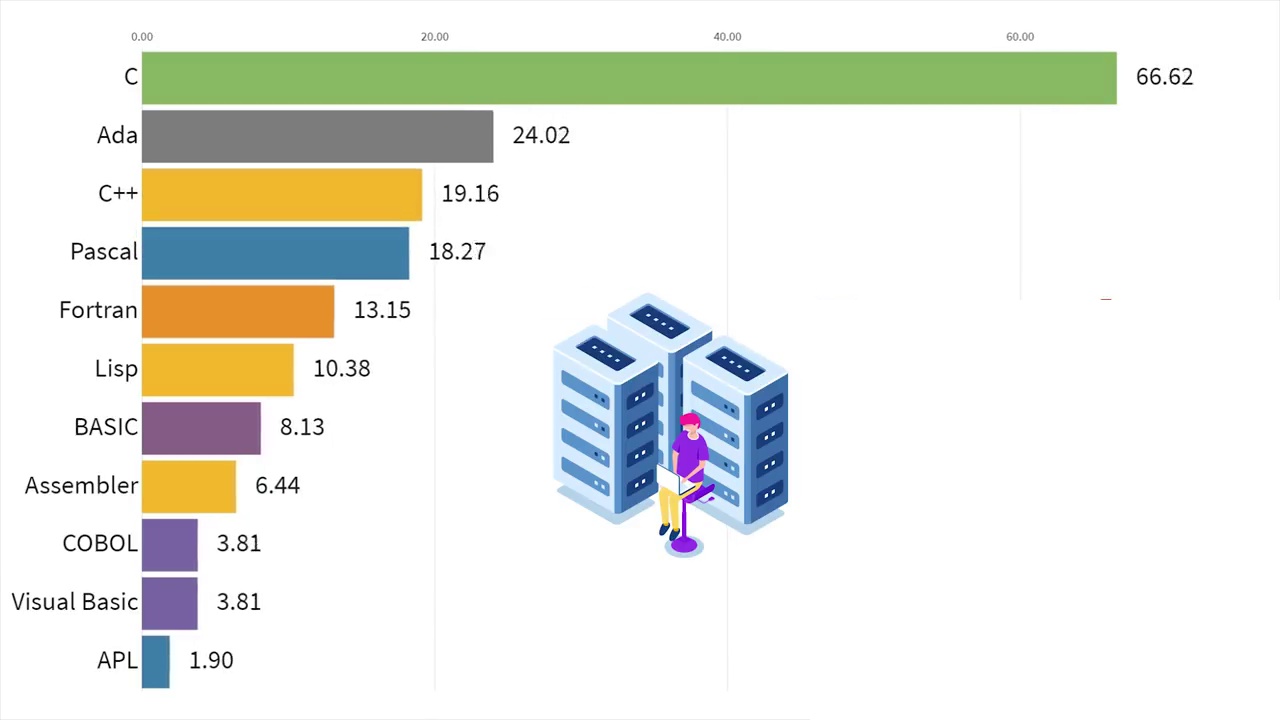 0.00 20.00 40.00 60.00
C 66.62
Ada 24.02
C++ 19.16
Pascal 18.27
Fortran 13.15
Lisp 10.38
BASIC 8.13
Assembler 6.44
COBOL 3.81
Visual Basic 3.81
APL 1.90